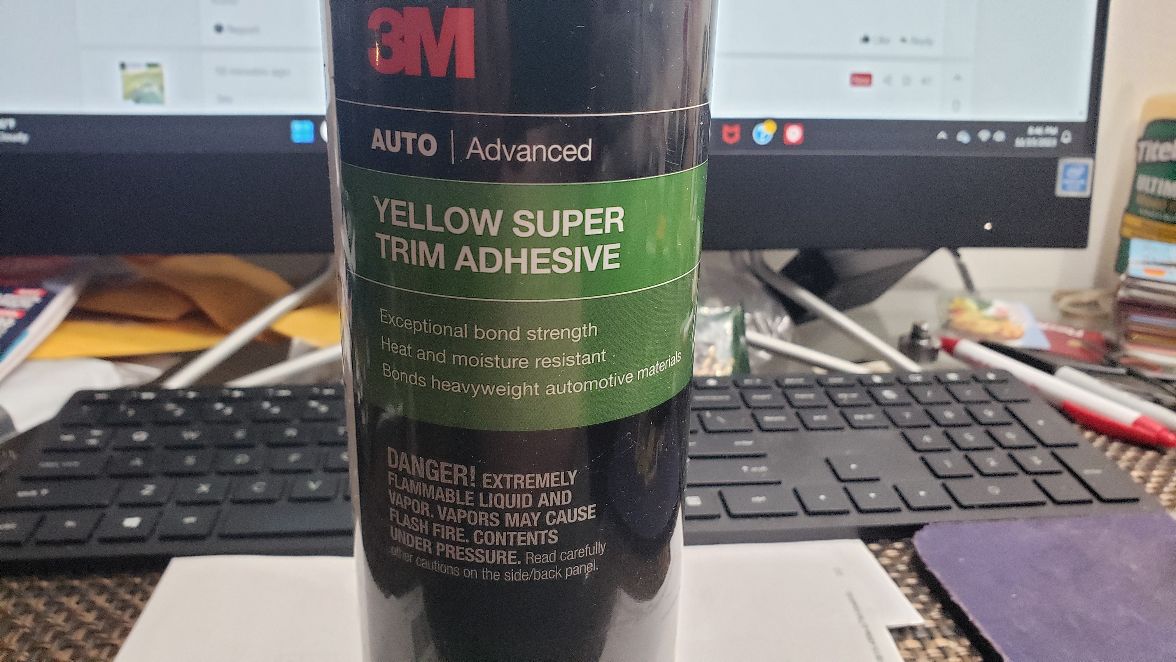 3M
AUTO | Advanced
YELLOW SUPER
TRIM ADHESIVE
Exceptional bond strength
Heat and moisture resistant
Bonds heavyweight automotive materials
DANGER! EXTREMELY
FLAMMABLE LIQUID AND
VAPOR. VAPORS MAY CAUSE
FLASH FIRE. CONTENTS
UNDER PRESSURE. Read carefully
other cautions on the side/back panel.